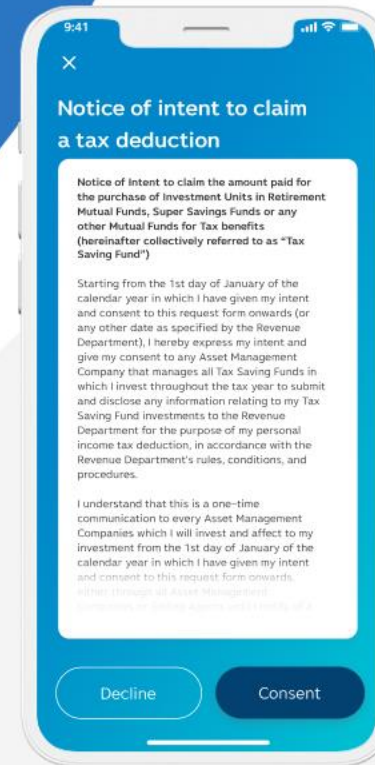 9:41
Notice of intent to claim
a tax deduction
Notice of Intent to claim the amount paid for
the purchase of Investment Units in Retirement
Mutual Funds, Super Savings Funds or any
other Mutual Funds for Tax benefits
(hereinafter collectively referred to as “Tax
Saving Fund”)
Starting from the 1st day of January of the
calendar year in which I have given my intent
and consent to this request form onwards (or
any other date as specified by the Revenue
Department), I hereby express my intent and
give my consent to any Asset Management
Company that manages all Tax Saving Funds in
which I invest throughout the tax year to submit
and disclose any information relating to my Tax
Saving Fund investments to the Revenue
Department for the purpose of my personal
income tax deduction, in accordance with the
Revenue Department's rules, conditions, and
procedures.
I understand that this is a one-time
communication to every Asset Management
Companies which I will invest and affect to my
investment from the 1st day of January of the
calendar year in which I have given my intent
and consent to this request form onwards,
either through all Asset Management
Decline
Consent